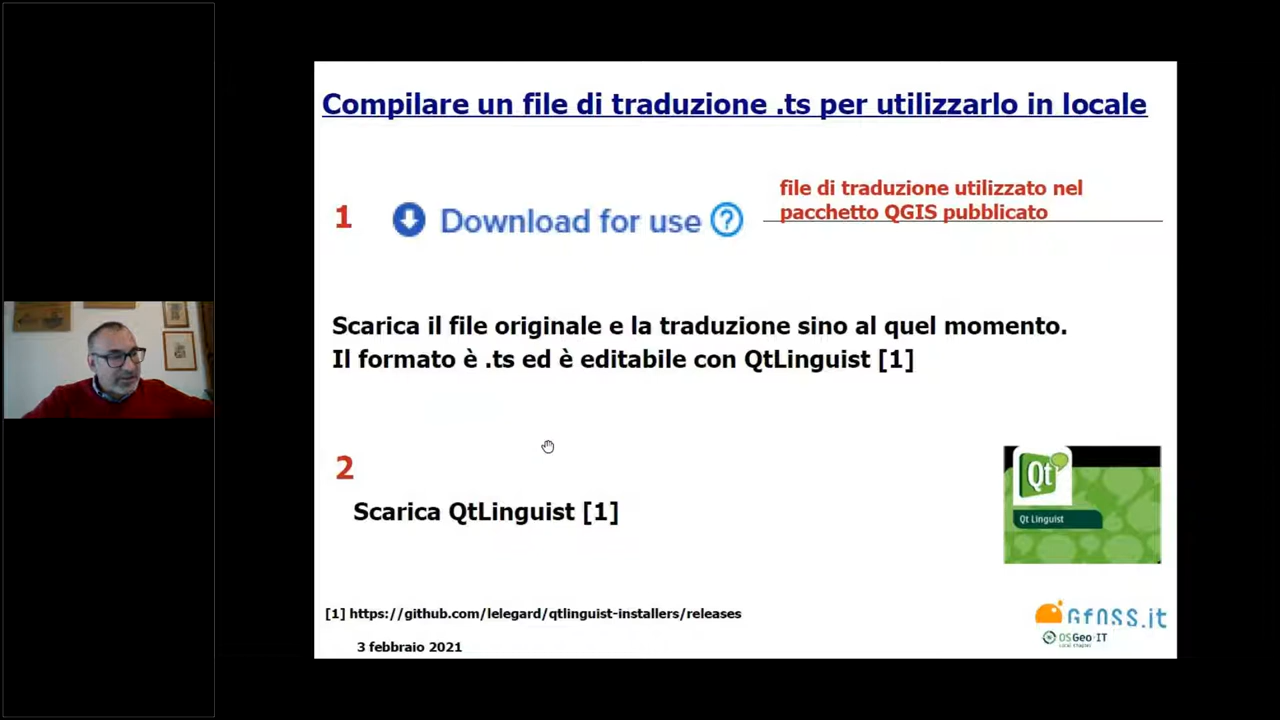 Compilare un file di traduzione .ts per utilizzarlo in locale
1
Download for use ?
file di traduzione utilizzato nel
pacchetto QGIS pubblicato
Scarica il file originale e la traduzione sino al quel momento.
Il formato è .ts ed è editabile con QtLinguist [1]
2
Scarica QtLinguist [1]
Qt
Qt Linguist
[1] https://github.com/lelegard/qtlinguist-installers/releases
GfOSS.it
OSGeo-IT
3 febbraio 2021